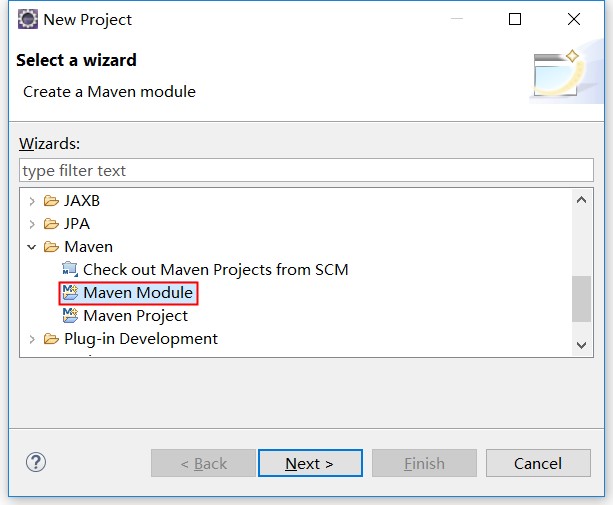 New Project
Select a wizard
Create a Maven module
Wizards:
type filter text
JAXB
JPA
Maven
Check out Maven Projects from SCM
Maven Module
Maven Project
Plug-in Development
< Back
Next >
Finish
Cancel